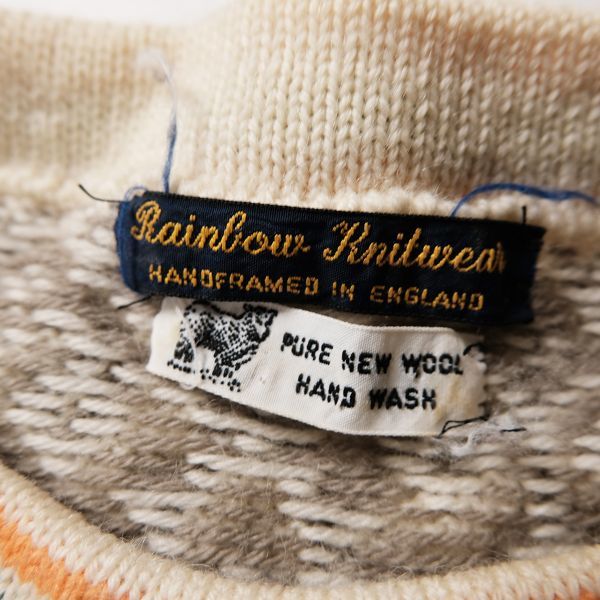 Rainbow Knitwear
HANDFRAMED IN ENGLAND
PURE NEW WOOL
HAND WASH